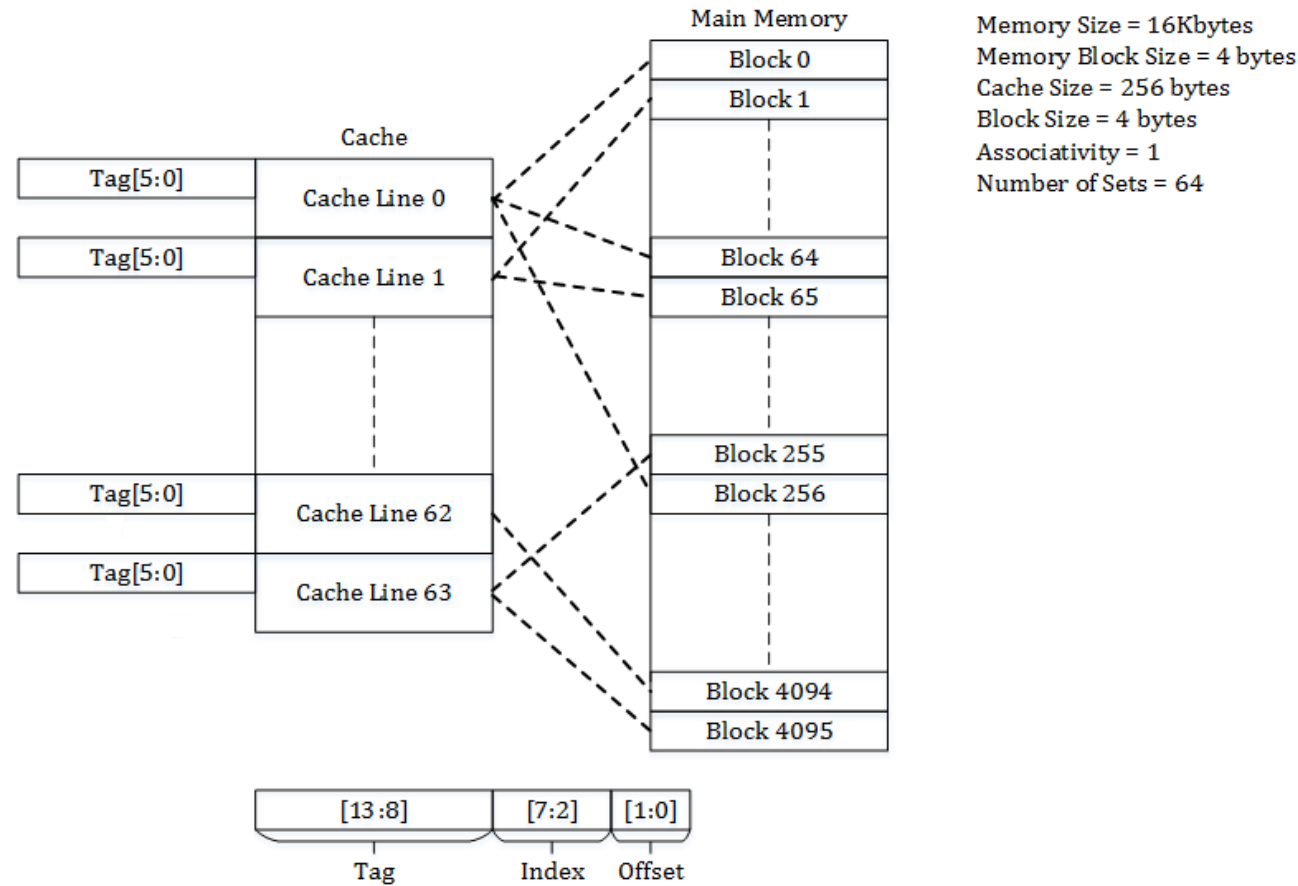 Main Memory
Memory Size = 16Kbytes
Memory Block Size = 4 bytes
Cache Size = 256 bytes
Block Size = 4 bytes
Associativity = 1
Number of Sets = 64
Block 0
Block 1
Cache
Tag[5:0]
Cache Line 0
Tag[5:0]
Cache Line 1
Block 64
Block 65
Block 255
Block 256
Tag[5:0]
Cache Line 62
Tag[5:0]
Cache Line 63
Block 4094
Block 4095
[13:8]
[7:2]
[1:0]
Tag
Index
Offset